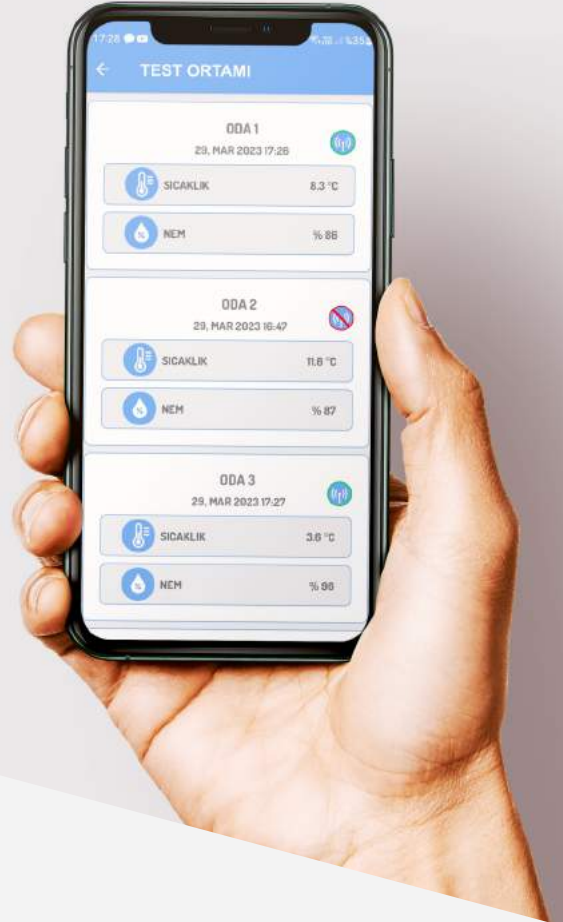 17:28
TEST ORTAMI
ODA 1
29, MAR 2023 17:26
SICAKLIK 8.3 °C
NEM % 86
ODA 2
29, MAR 2023 16:47
SICAKLIK 11.6 °C
NEM % 87
ODA 3
29, MAR 2023 17:27
SICAKLIK 3.6 °C
NEM